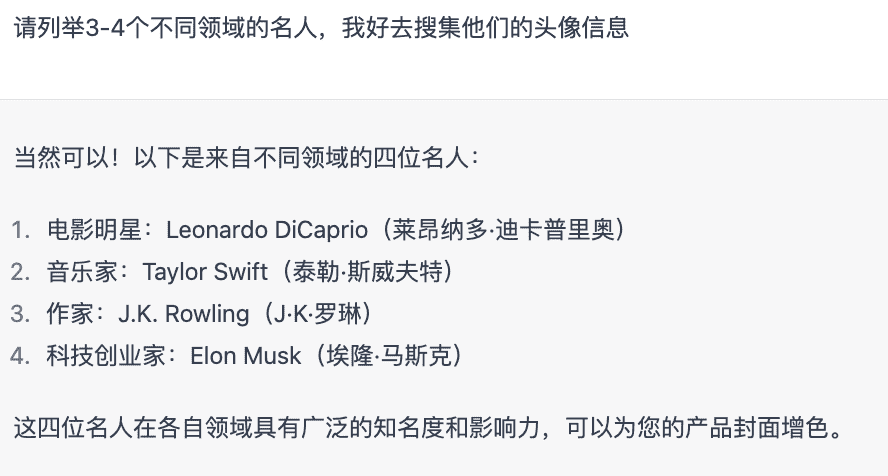 请列举3-4个不同领域的名人，我好去搜集他们的头像信息
当然可以！以下是来自不同领域的四位名人：
1. 电影明星：Leonardo DiCaprio（莱昂纳多·迪卡普里奥）
2. 音乐家：Taylor Swift（泰勒·斯威夫特）
3. 作家：J.K. Rowling（J·K·罗琳）
4. 科技创业家：Elon Musk（埃隆·马斯克）
这四位名人在各自领域具有广泛的知名度和影响力，可以为您的产品封面增色。